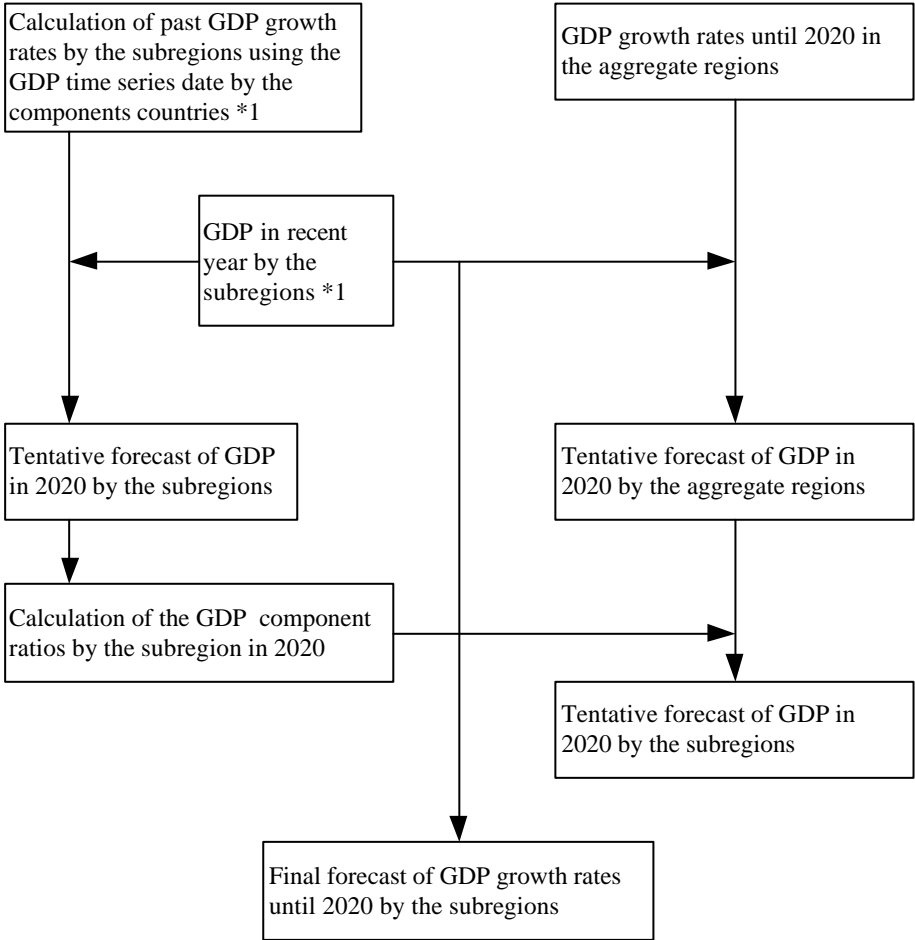 Calculation of past GDP growth
rates by the subregions using the
GDP time series date by the
components countries *1
GDP growth rates until 2020 in
the aggregate regions
GDP in recent
year by the
subregions *1
Tentative forecast of GDP
in 2020 by the subregions
Tentative forecast of GDP in
2020 by the aggregate regions
Calculation of the GDP component
ratios by the subregion in 2020
Tentative forecast of GDP in
2020 by the subregions
Final forecast of GDP growth rates
until 2020 by the subregions